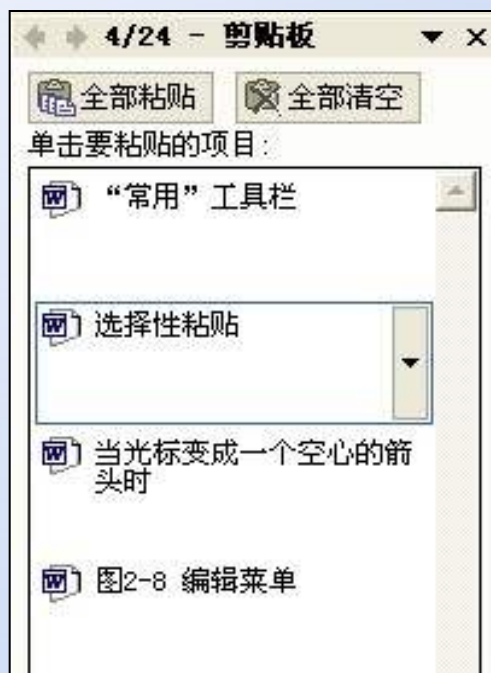 4/24 - 剪贴板
全部粘贴 全部清空
单击要粘贴的项目:
“常用”工具栏
选择性粘贴
当光标变成一个空心的箭
头时
图2-8 编辑菜单